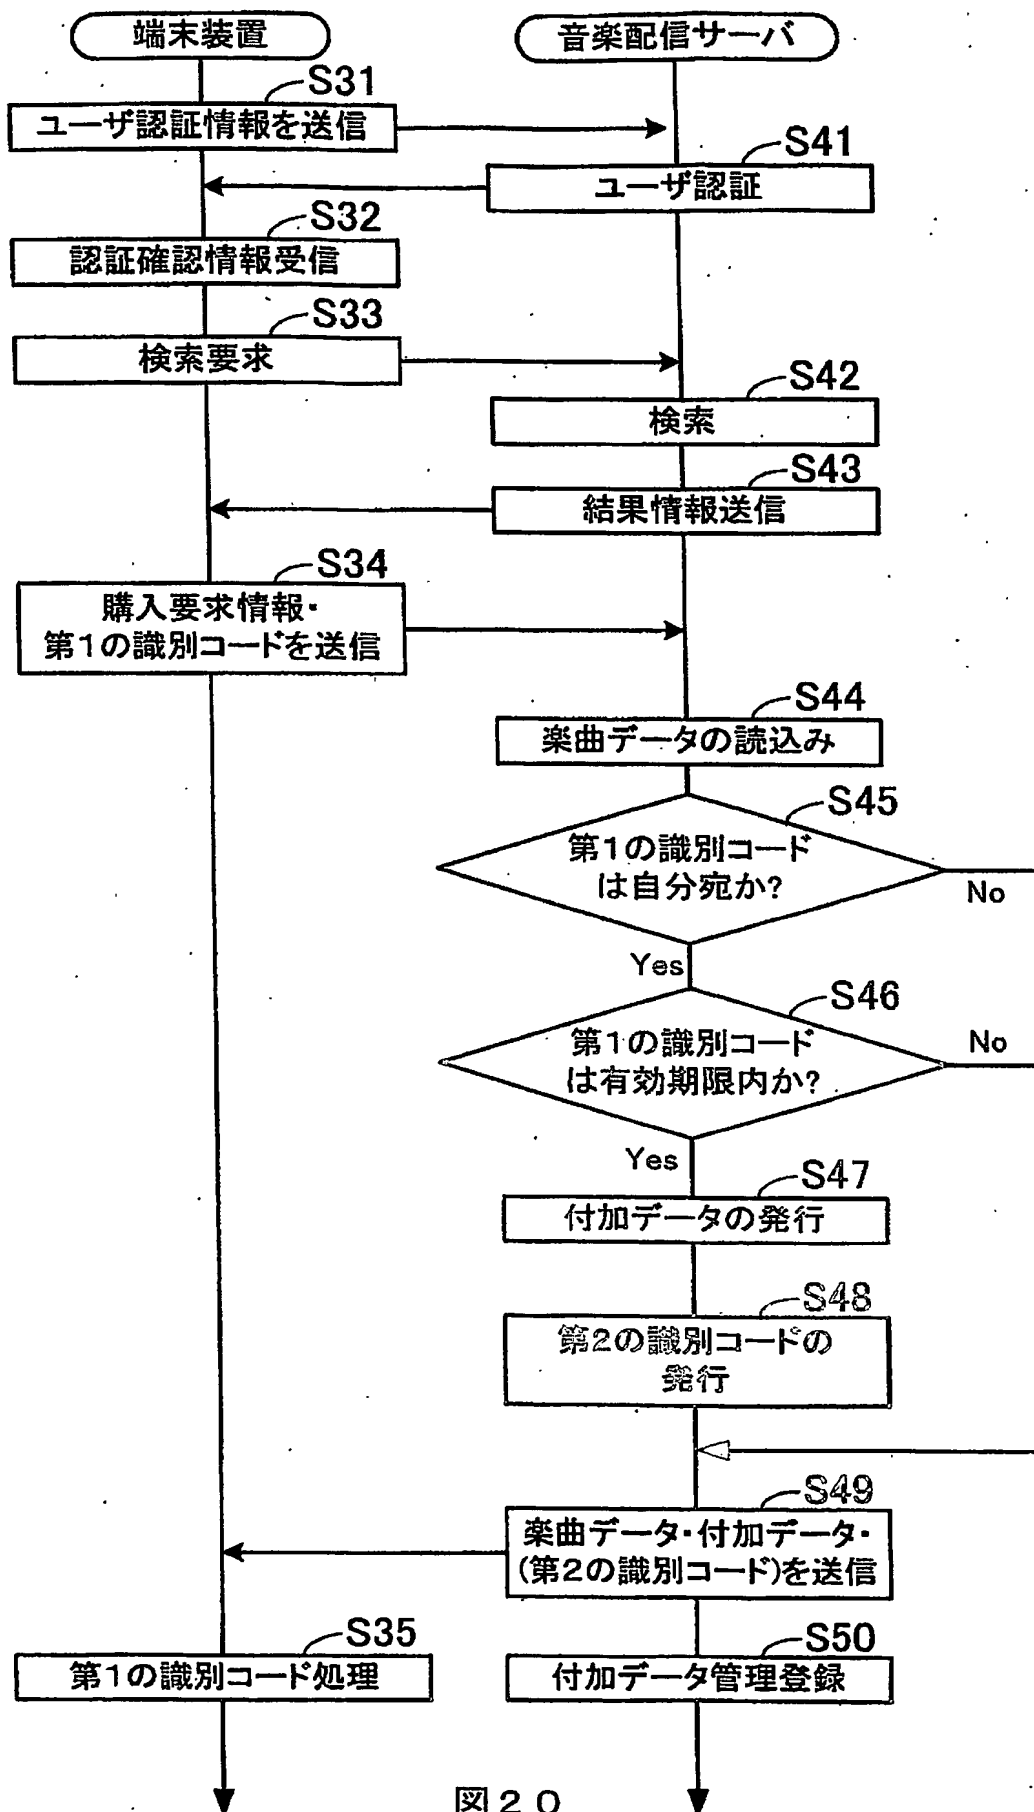 端末装置
音楽配信サーバ
S31
ユーザ認証情報を送信
S41
ユーザ認証
S32
認証確認情報受信
S33
検索要求
S42
検索
S43
結果情報送信
S34
購入要求情報・
第1の識別コードを送信
S44
楽曲データの読込み
S45
第1の識別コード
は自分宛か?
No
Yes
S46
第1の識別コード
は有効期限内か?
No
Yes
S47
付加データの発行
S48
第2の識別コードの
発行
S49
楽曲データ・付加データ・
(第2の識別コード)を送信
S35
第1の識別コード処理
S50
付加データ管理登録
図20